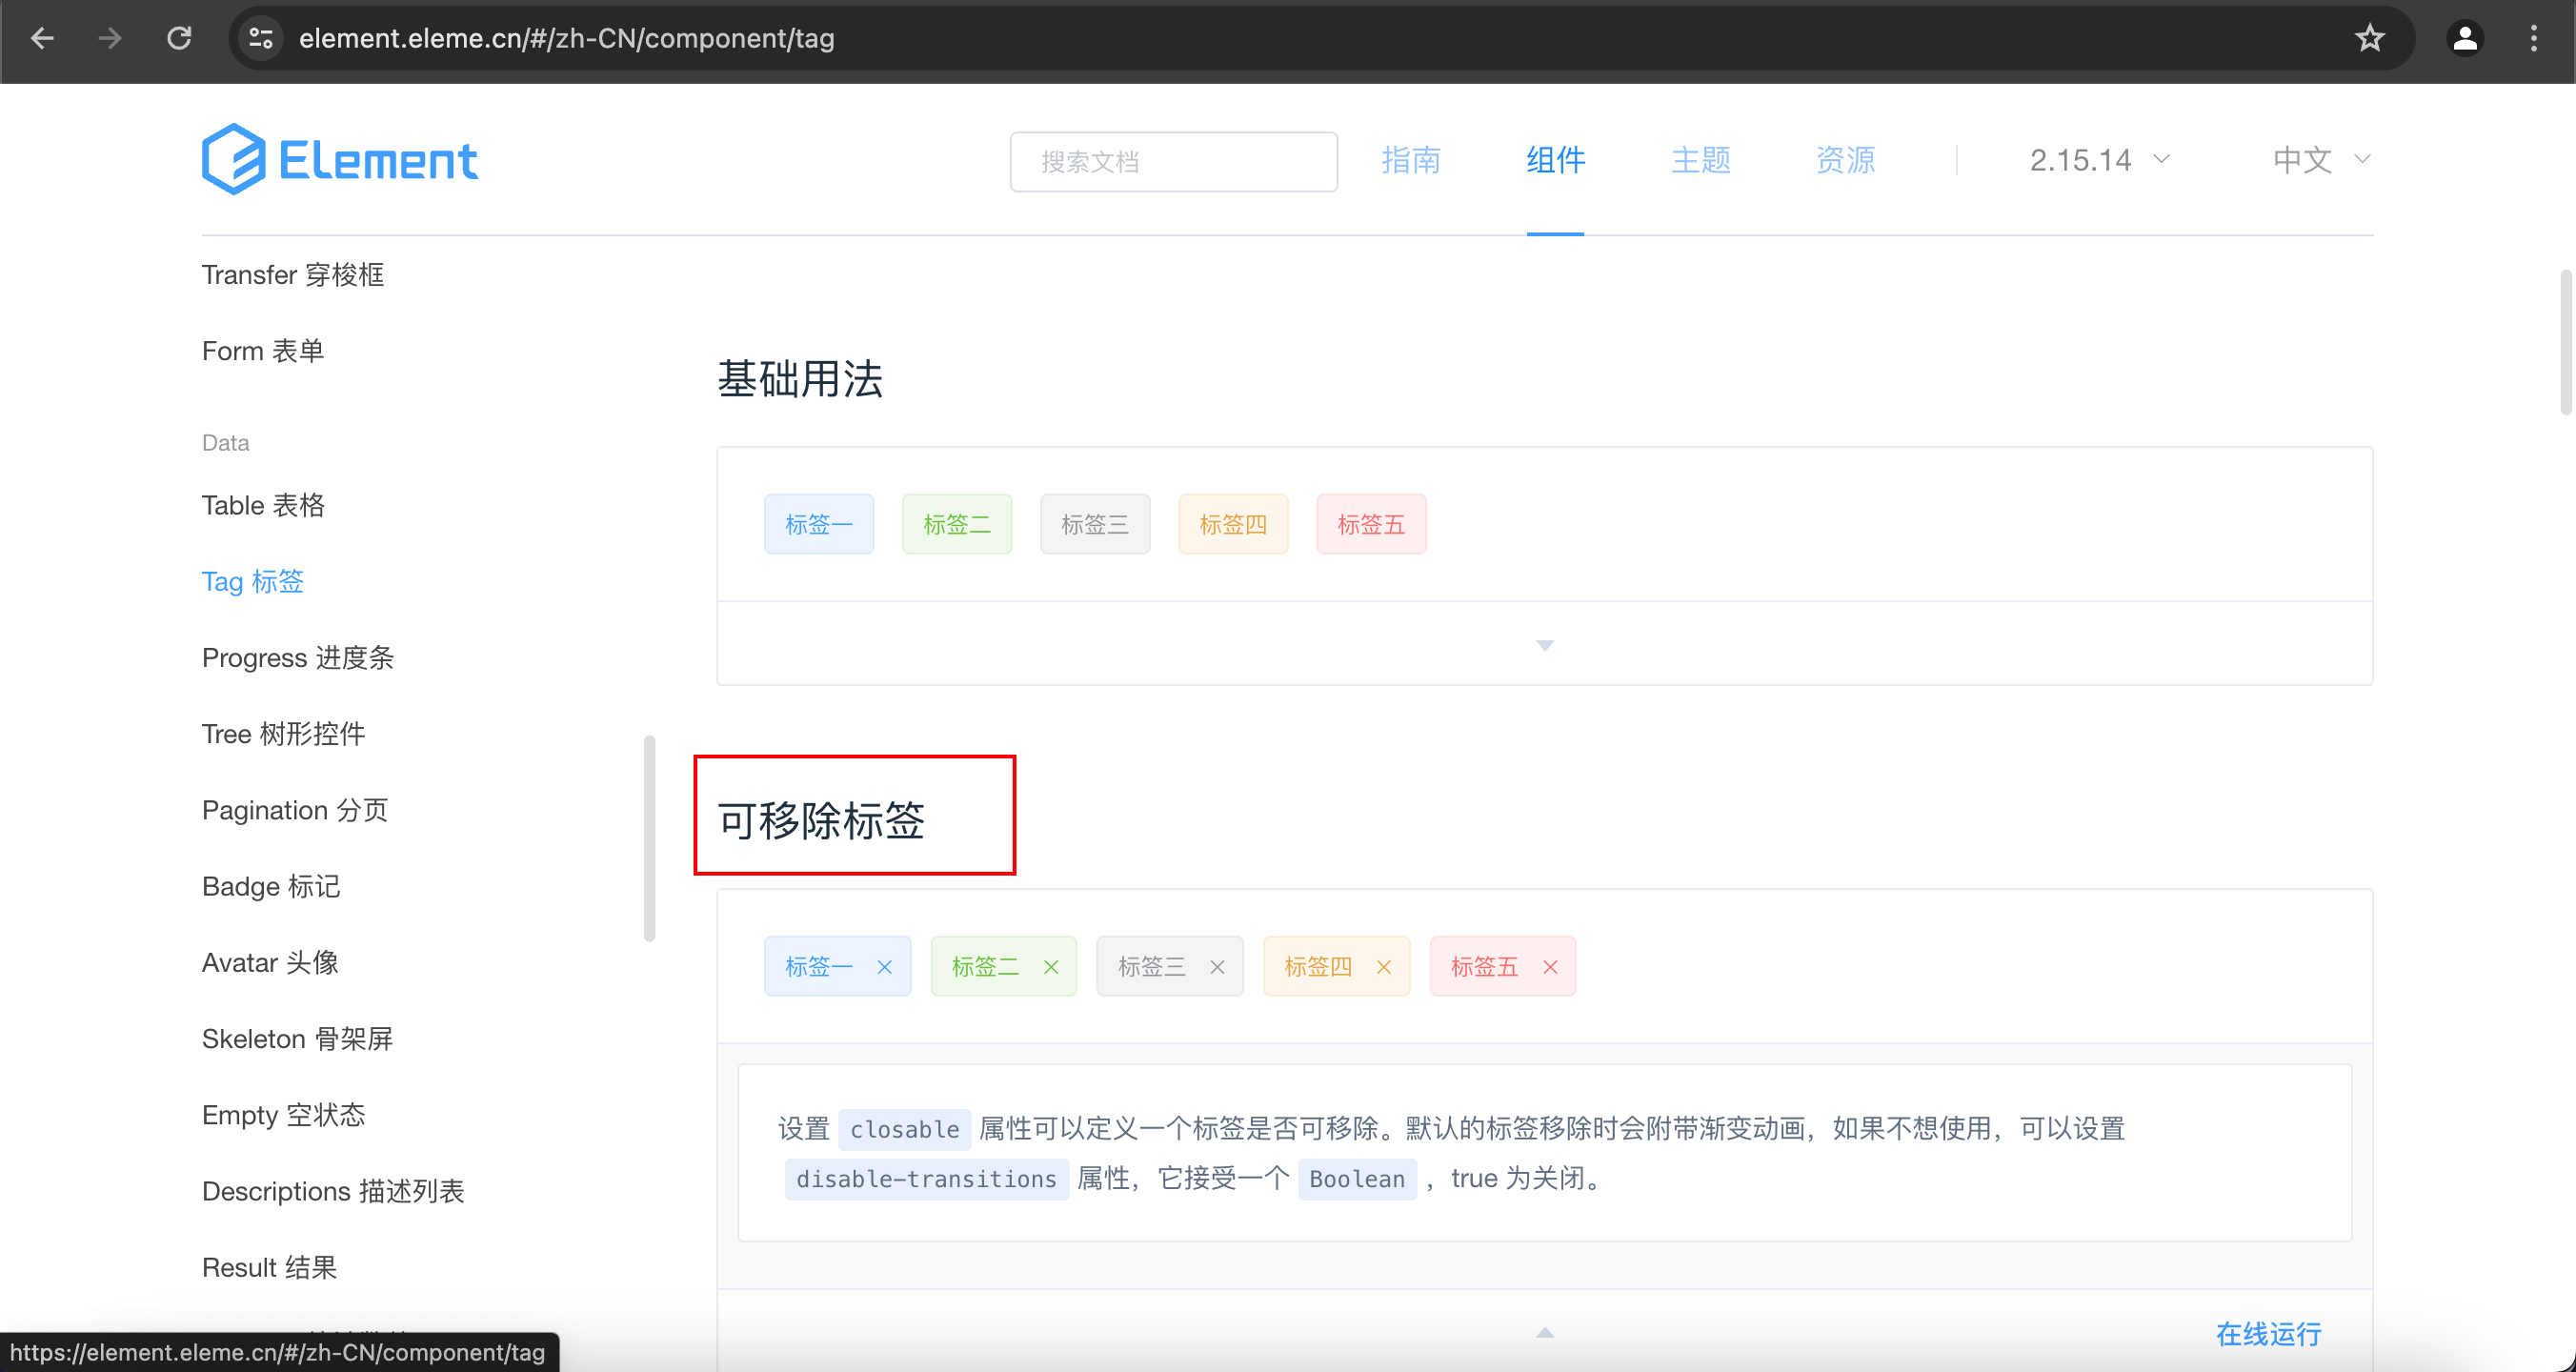 element.eleme.cn/#/zh-CN/component/tag
Element
搜索文档
指南
组件
主题
资源
2.15.14
中文
Transfer 穿梭框
Form 表单
Data
Table 表格
Tag 标签
Progress 进度条
Tree 树形控件
Pagination 分页
Badge 标记
Avatar 头像
Skeleton 骨架屏
Empty 空状态
Descriptions 描述列表
Result 结果
基础用法
标签一 标签二 标签三 标签四 标签五
可移除标签
标签一 标签二 标签三 标签四 标签五
设置 closable 属性可以定义一个标签是否可移除。默认的标签移除时会附带渐变动画，如果不想使用，可以设置
disable-transitions 属性，它接受一个 Boolean ，true 为关闭。
在线运行
https://element.eleme.cn/#/zh-CN/component/tag